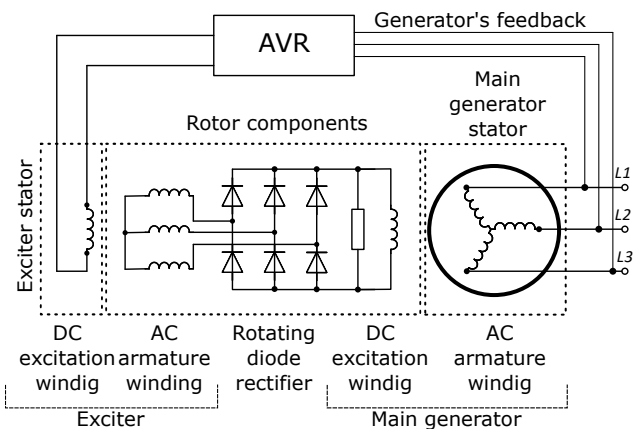 Generator's feedback
AVR
Main
generator
stator
Rotor components
Exciter stator
L1
L2
L3
DC
excitation
windig
AC
armature
winding
Rotating
diode
rectifier
DC
excitation
windig
AC
armature
windig
Exciter
Main generator